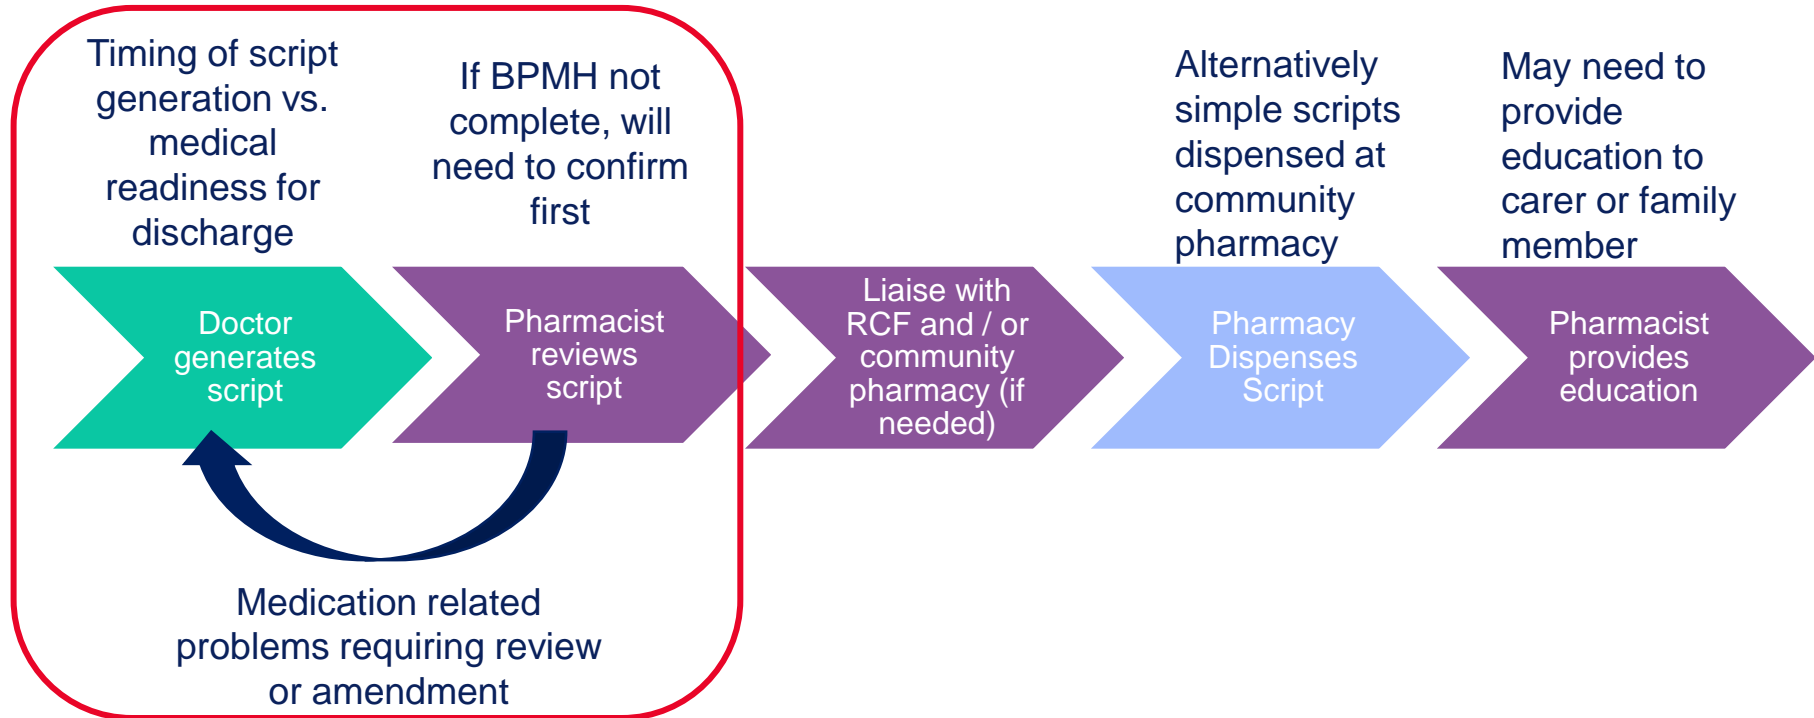 Timing of script
generation vs.
medical
readiness for
discharge
If BPMH not
complete, will
need to confirm
first
Alternatively
simple scripts
dispensed at
community
pharmacy
May need to
provide
education to
carer or family
member
Doctor
generates
script
Pharmacist
reviews
script
Liaise with
RCF and / or
community
pharmacy (if
needed)
Pharmacy
Dispenses
Script
Pharmacist
provides
education
Medication related
problems requiring review
or amendment